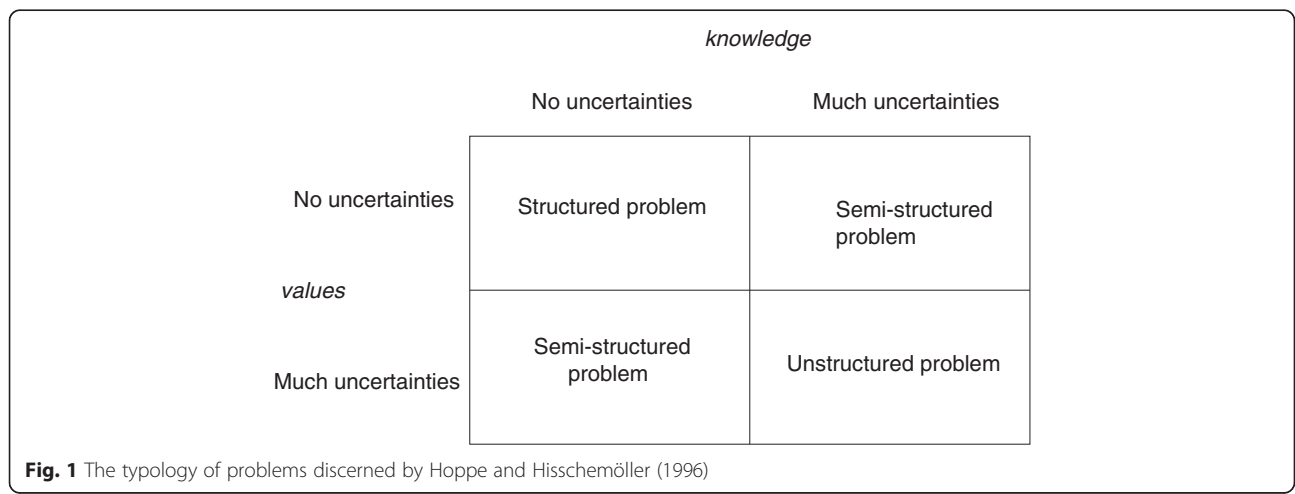 knowledge
No uncertainties Much uncertainties
No uncertainties Structured problem Semi-structured
problem
values
Much uncertainties Semi-structured
problem Unstructured problem
Fig. 1 The typology of problems discerned by Hoppe and Hisschemöller (1996)